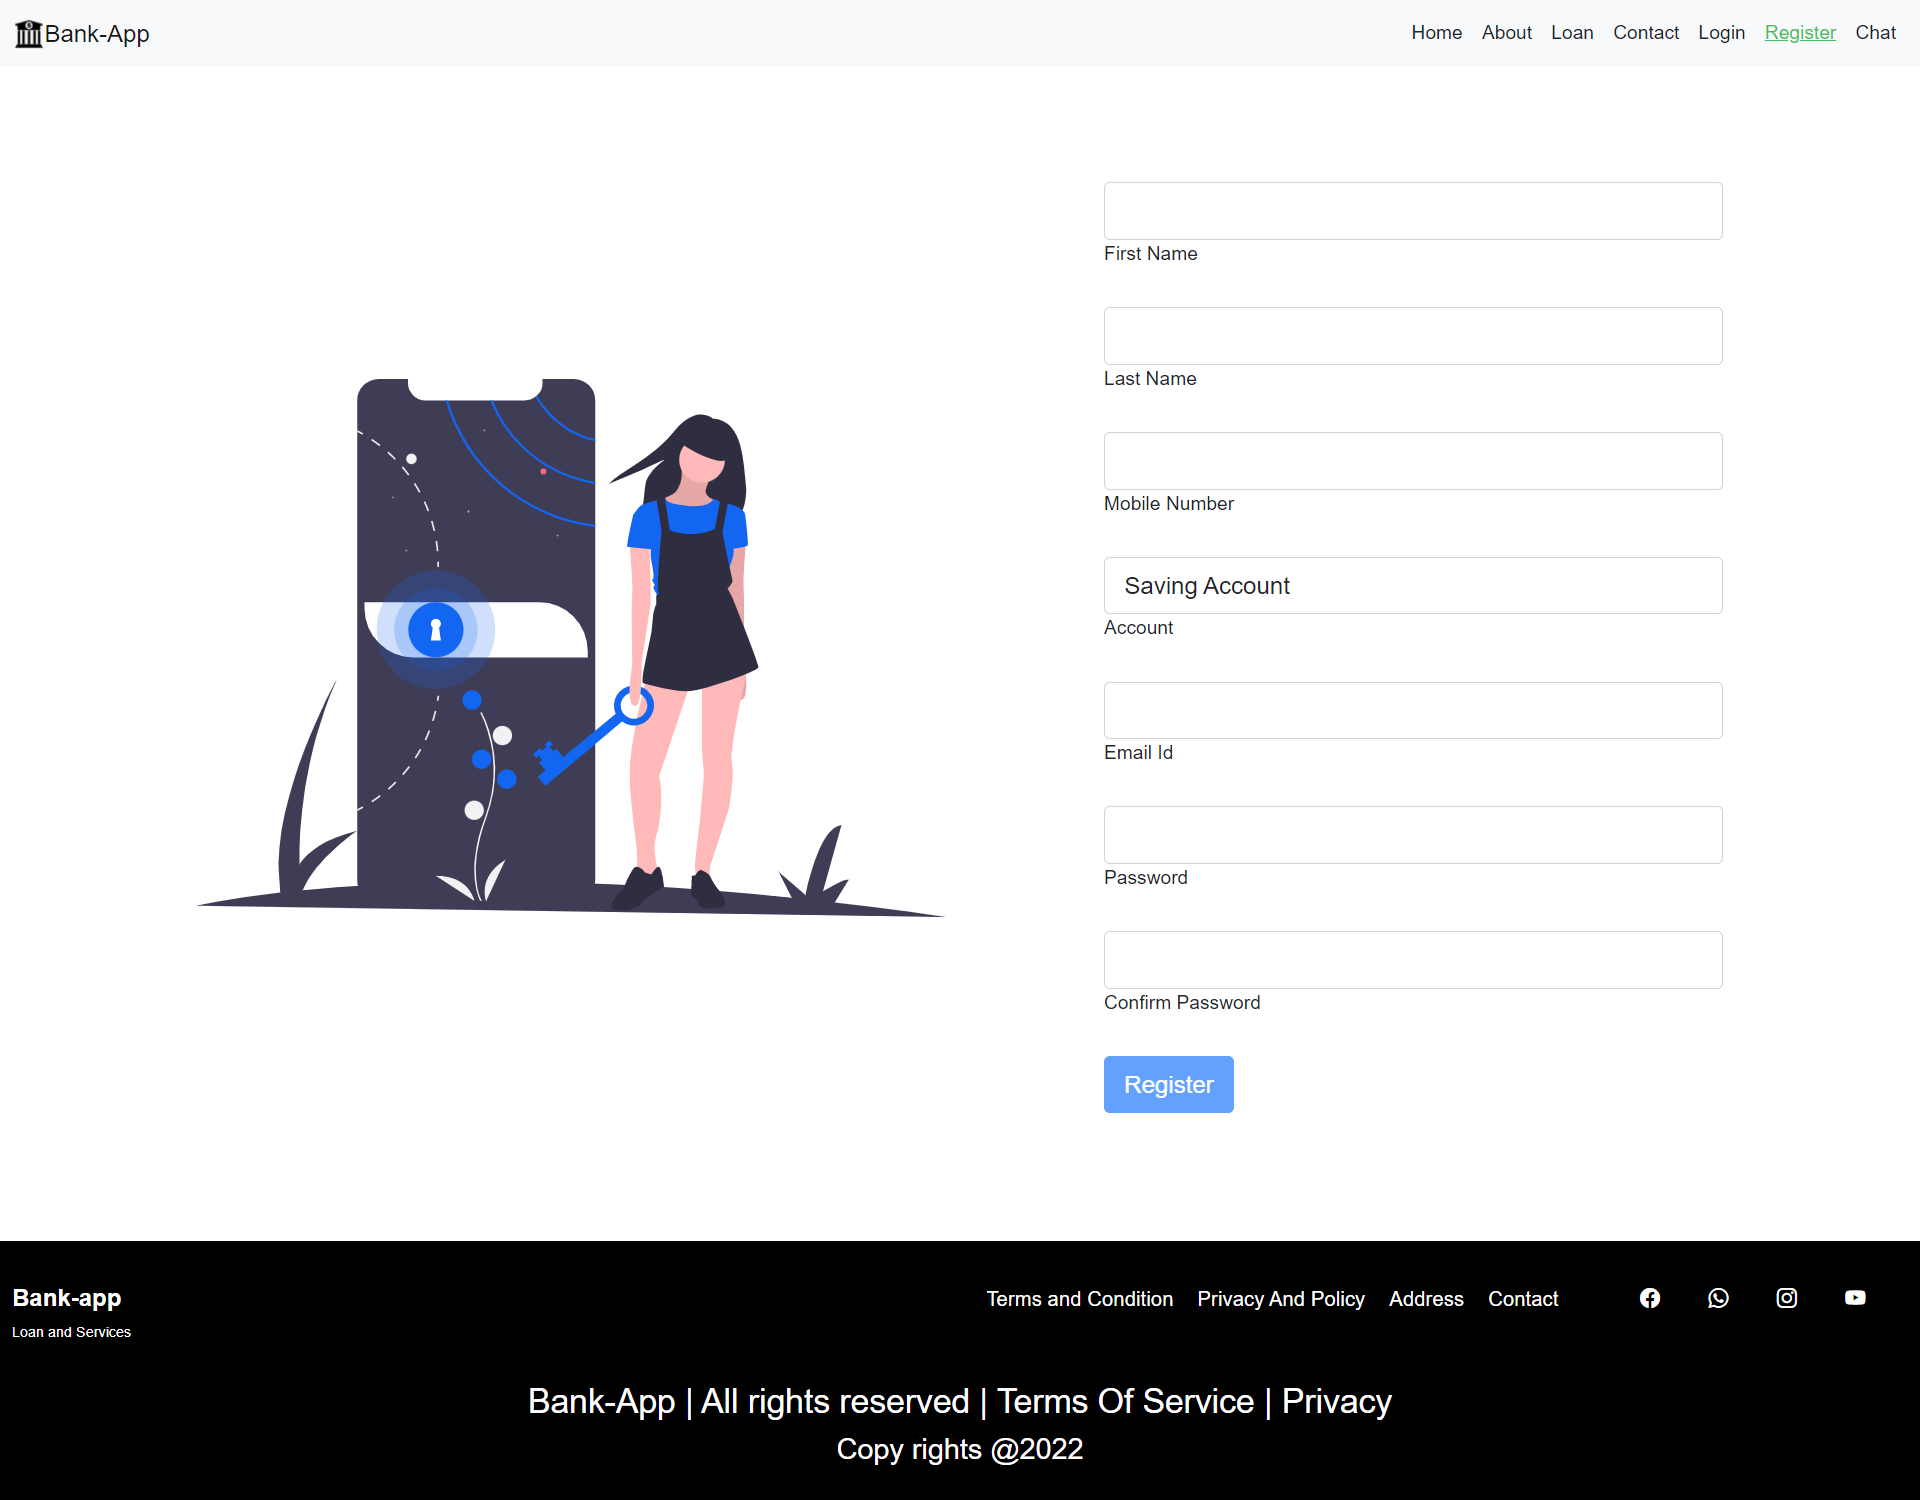 Bank-App
Home About Loan Contact Login Register Chat
First Name
Last Name
Mobile Number
Saving Account
Account
Email Id
Password
Confirm Password
Register
Bank-app
Loan and Services
Terms and Condition Privacy And Policy Address Contact
Bank-App | All rights reserved | Terms Of Service | Privacy
Copy rights @2022